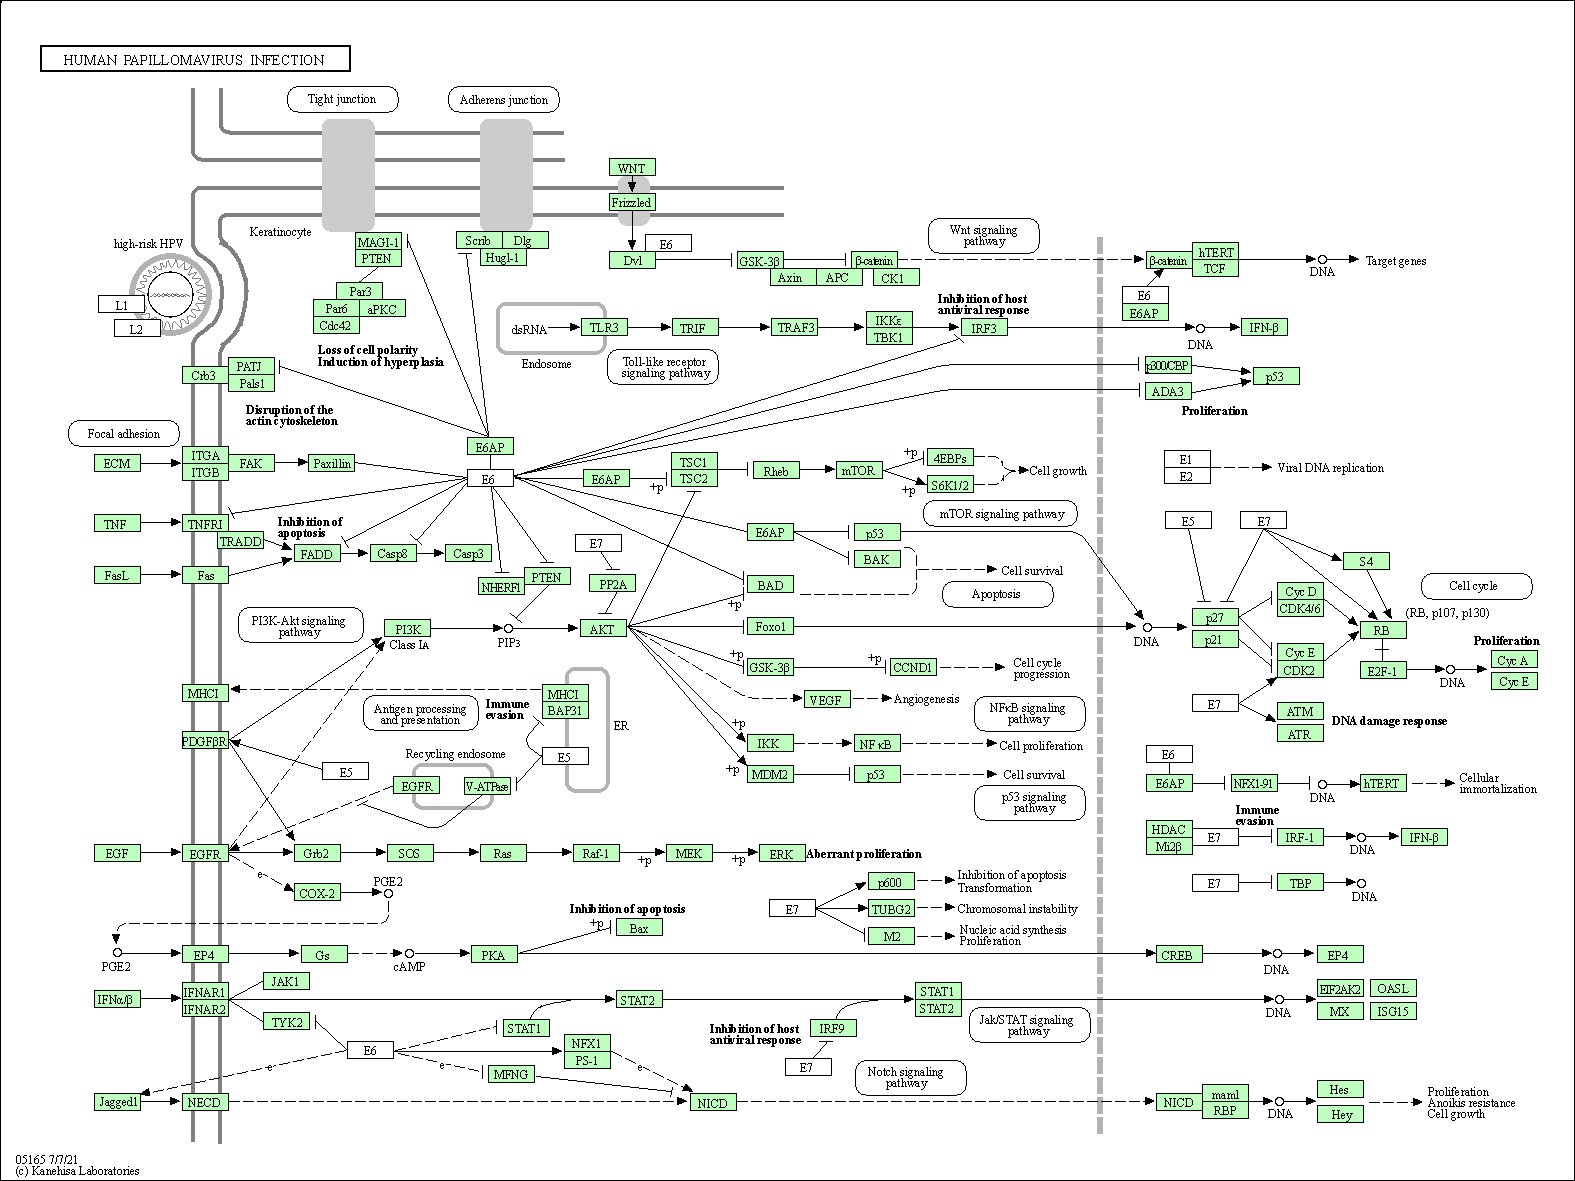 HUMAN PAPILLOMAVIRUS INFECTION
Tight junction
Adherens junction
WNT
Frizzled
Keratinocyte
high-risk HPV
L1
L2
MAGI-1
PTEN
Scrib
Dlg
Hugl-1
E6
Dvl
GSK-3β
Axin
APC
β-catenin
CK1
Wnt signaling
pathway
β-catenin
hTERT
TCF
DNA
Target genes
E6
E6AP
Par3
Par6
aPKC
Cdc42
Loss of cell polarity
Induction of hyperplasia
dsRNA
TLR3
TRIF
TRAF3
IKKε
TBK1
Inhibition of host
antiviral response
IRF3
DNA
IFN-β
Endosome
Toll-like receptor
signaling pathway
Crb3
PATJ
Pals1
p300/CBP
ADA3
p53
Proliferation
Disruption of the
actin cytoskeleton
Focal adhesion
ECM
ITGA
ITGB
FAK
Paxillin
E6AP
E6
E6AP
+p
TSC1
TSC2
Rheb
mTOR
+p
+p
4EBPs
S6K1/2
Cell growth
mTOR signaling pathway
E1
E2
Viral DNA replication
TNF
TNFR1
TRADD
Inhibition of
apoptosis
FADD
Casp8
Casp3
FasL
Fas
NHERF1
PTEN
E7
PP2A
E6AP
p53
BAK
BAD
+p
Cell survival
Apoptosis
E5
E7
S4
Cyc D
CDK4/6
p27
p21
Cyc E
CDK2
RB
E2F-1
Cell cycle
(RB, p107, p130)
Proliferation
DNA
Cyc A
Cyc E
PI3K-Akt signaling
pathway
PI3K
Class IA
PIP3
AKT
Foxo1
DNA
+p
GSK-3β
+p
CCND1
Cell cycle
progression
VEGF
Angiogenesis
NFκB signaling
pathway
+p
IKK
NFκB
Cell proliferation
+p
MDM2
p53
Cell survival
p53 signaling
pathway
E7
ATM
ATR
DNA damage response
MHCI
PDGFβR
E5
Antigen processing
and presentation
Immune
evasion
MHCI
BAP31
ER
E5
Recycling endosome
EGFR
V-ATPase
E6
E6AP
NFX1-91
DNA
hTERT
Cellular
immortalization
EGF
EGFR
Grb2
SOS
Ras
Raf-1
+p
MEK
+p
ERK
Aberrant proliferation
HDAC
Mi2β
E7
Immune
evasion
IRF-1
DNA
IFN-β
e
COX-2
PGE2
E7
p600
TUBG2
M2
Inhibition of apoptosis
Transformation
Chromosomal instability
Nucleic acid synthesis
Proliferation
E7
TBP
DNA
PGE2
EP4
Gs
cAMP
PKA
Inhibition of apoptosis
+p
Bax
CREB
DNA
EP4
IFNα/β
IFNAR1
IFNAR2
JAK1
TYK2
STAT2
STAT1
E6
NFX1
PS-1
MFNG
e
e
e
Inhibition of host
antiviral response
IRF9
E7
STAT1
STAT2
Jak/STAT signaling
pathway
DNA
EIF2AK2
OASL
MX
ISG15
Notch signaling
pathway
Jagged1
NECD
NICD
NICD
maml
RBP
DNA
Hes
Hey
Proliferation
Anoikis resistance
Cell growth
05165 7/7/21
(c) Kanehisa Laboratories